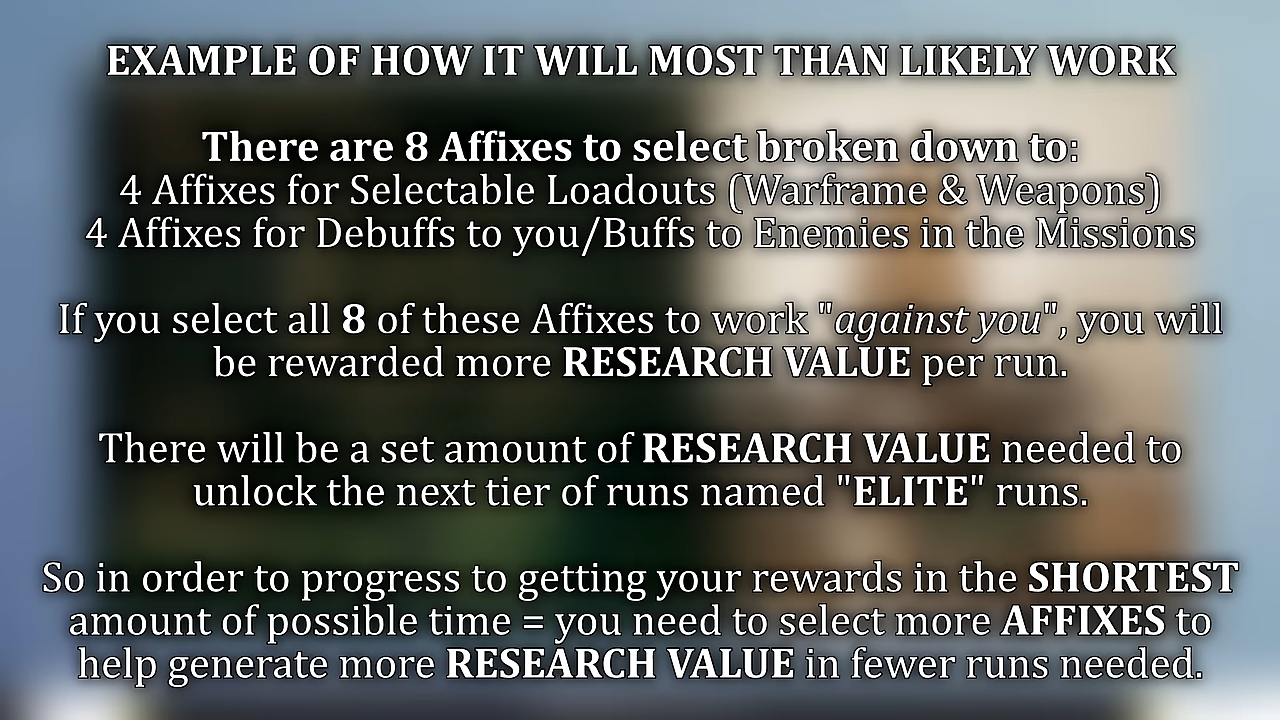 EXAMPLE OF HOW IT WILL MOST THAN LIKELY WORK
There are 8 Affixes to select broken down to:
4 Affixes for Selectable Loadouts (Warframe & Weapons)
4 Affixes for Debuffs to you/Buffs to Enemies in the Missions
If you select all 8 of these Affixes to work "against you", you will
be rewarded more RESEARCH VALUE per run.
There will be a set amount of RESEARCH VALUE needed to
unlock the next tier of runs named "ELITE" runs.
So in order to progress to getting your rewards in the SHORTEST
amount of possible time = you need to select more AFFIXES to
help generate more RESEARCH VALUE in fewer runs needed.